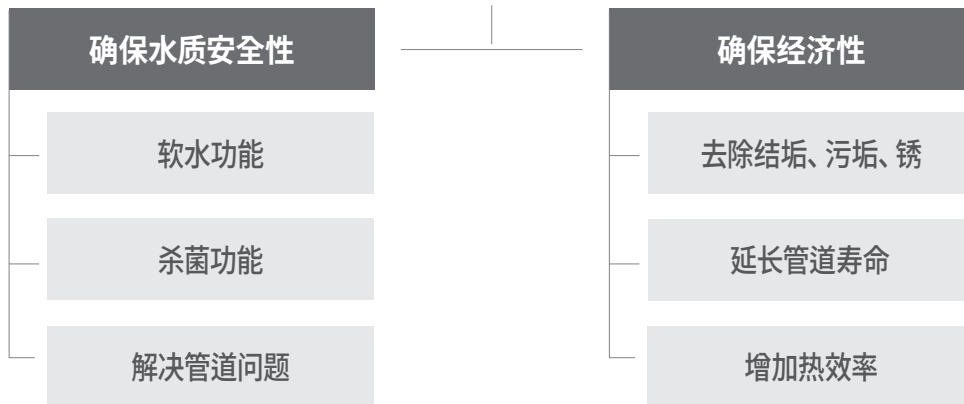 确保水质安全性
软水功能
杀菌功能
解决管道问题
确保经济性
去除结垢、污垢、锈
延长管道寿命
增加热效率